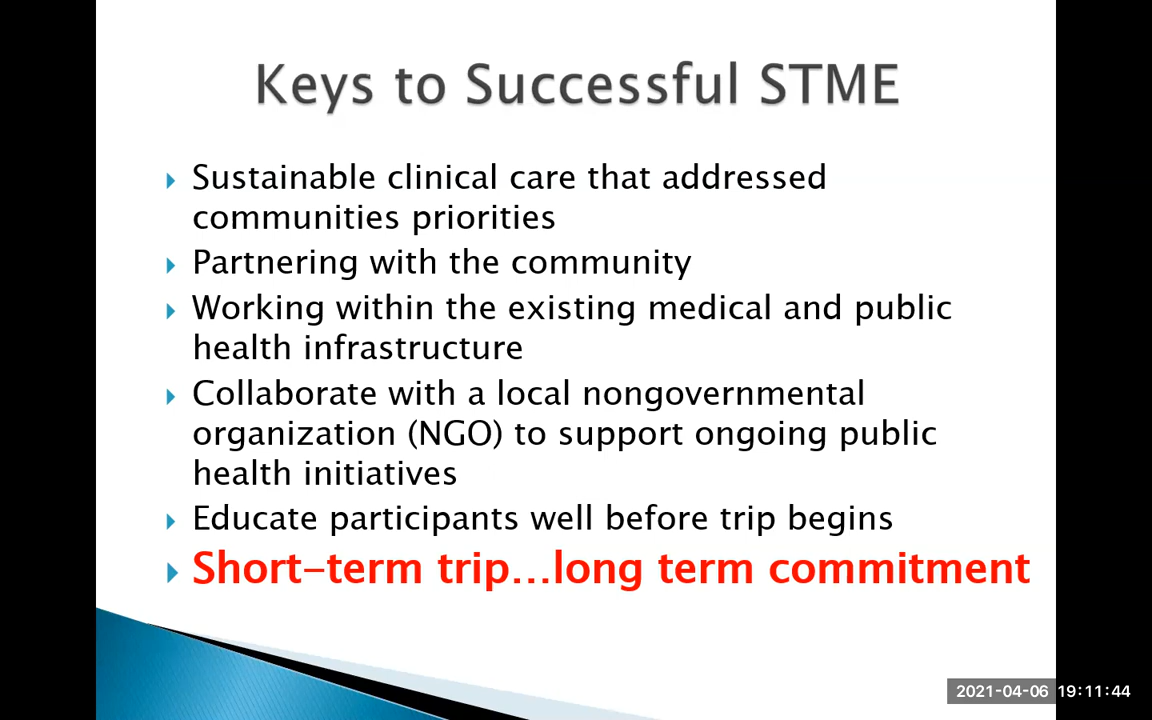 Keys to Successful STME
Sustainable clinical care that addressed
communities priorities
Partnering with the community
Working within the existing medical and public
health infrastructure
Collaborate with a local nongovernmental
organization (NGO) to support ongoing public
health initiatives
Educate participants well before trip begins
Short-term trip...long term commitment
2021-04-06 19:11:44